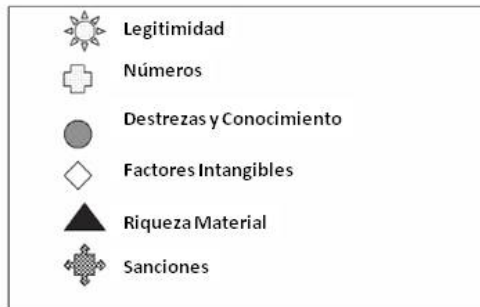 Legitimidad
Números
Destrezas y Conocimiento
Factores Intangibles
Riqueza Material
Sanciones